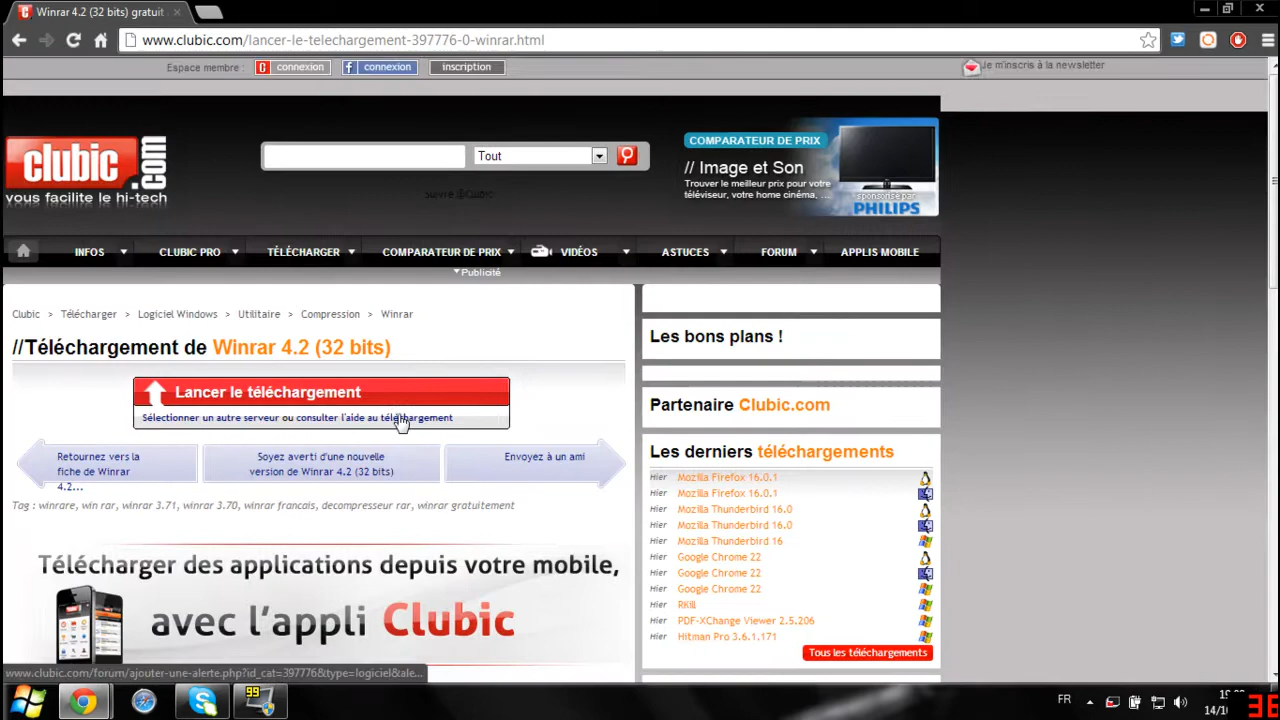 Winrar 4.2 (32 bits) gratuit
www.clubic.com/lancer-le-telechargement-397776-0-winrar.html
Espace membre :
connexion
connexion
inscription
Je m'inscris à la newsletter
clubic.com
vous facilite le hi-tech
Tout
suivre @Clubic
COMPARATEUR DE PRIX
// Image et Son
Trouver le meilleur prix pour votre
téléviseur, votre home cinéma, ...
sponsorisé par
PHILIPS
INFOS
CLUBIC PRO
TÉLÉCHARGER
COMPARATEUR DE PRIX
VIDÉOS
ASTUCES
FORUM
APPLIS MOBILE
Publicité
Clubic > Télécharger > Logiciel Windows > Utilitaire > Compression > Winrar
//Téléchargement de Winrar 4.2 (32 bits)
Lancer le téléchargement
Sélectionner un autre serveur ou consulter l'aide au téléchargement
Retournez vers la
fiche de Winrar
4.2...
Soyez averti d'une nouvelle
version de Winrar 4.2 (32 bits)
Envoyez à un ami
Tag : winrare, win rar, winrar 3.71, winrar 3.70, winrar francais, decompresseur rar, winrar gratuitement
Télécharger des applications depuis votre mobile,
avec l'appli Clubic
Les bons plans !
Partenaire Clubic.com
Les derniers téléchargements
Hier Mozilla Firefox 16.0.1
Hier Mozilla Firefox 16.0.1
Hier Mozilla Thunderbird 16.0
Hier Mozilla Thunderbird 16.0
Hier Mozilla Thunderbird 16
Hier Google Chrome 22
Hier Google Chrome 22
Hier Google Chrome 22
Hier RKill
Hier PDF-XChange Viewer 2.5.206
Hier Hitman Pro 3.6.1.171
Tous les téléchargements
www.clubic.com/forum/ajouter-une-alerte.php?id_cat=397776&type=logiciel&ale...
99
FR
14/10
36